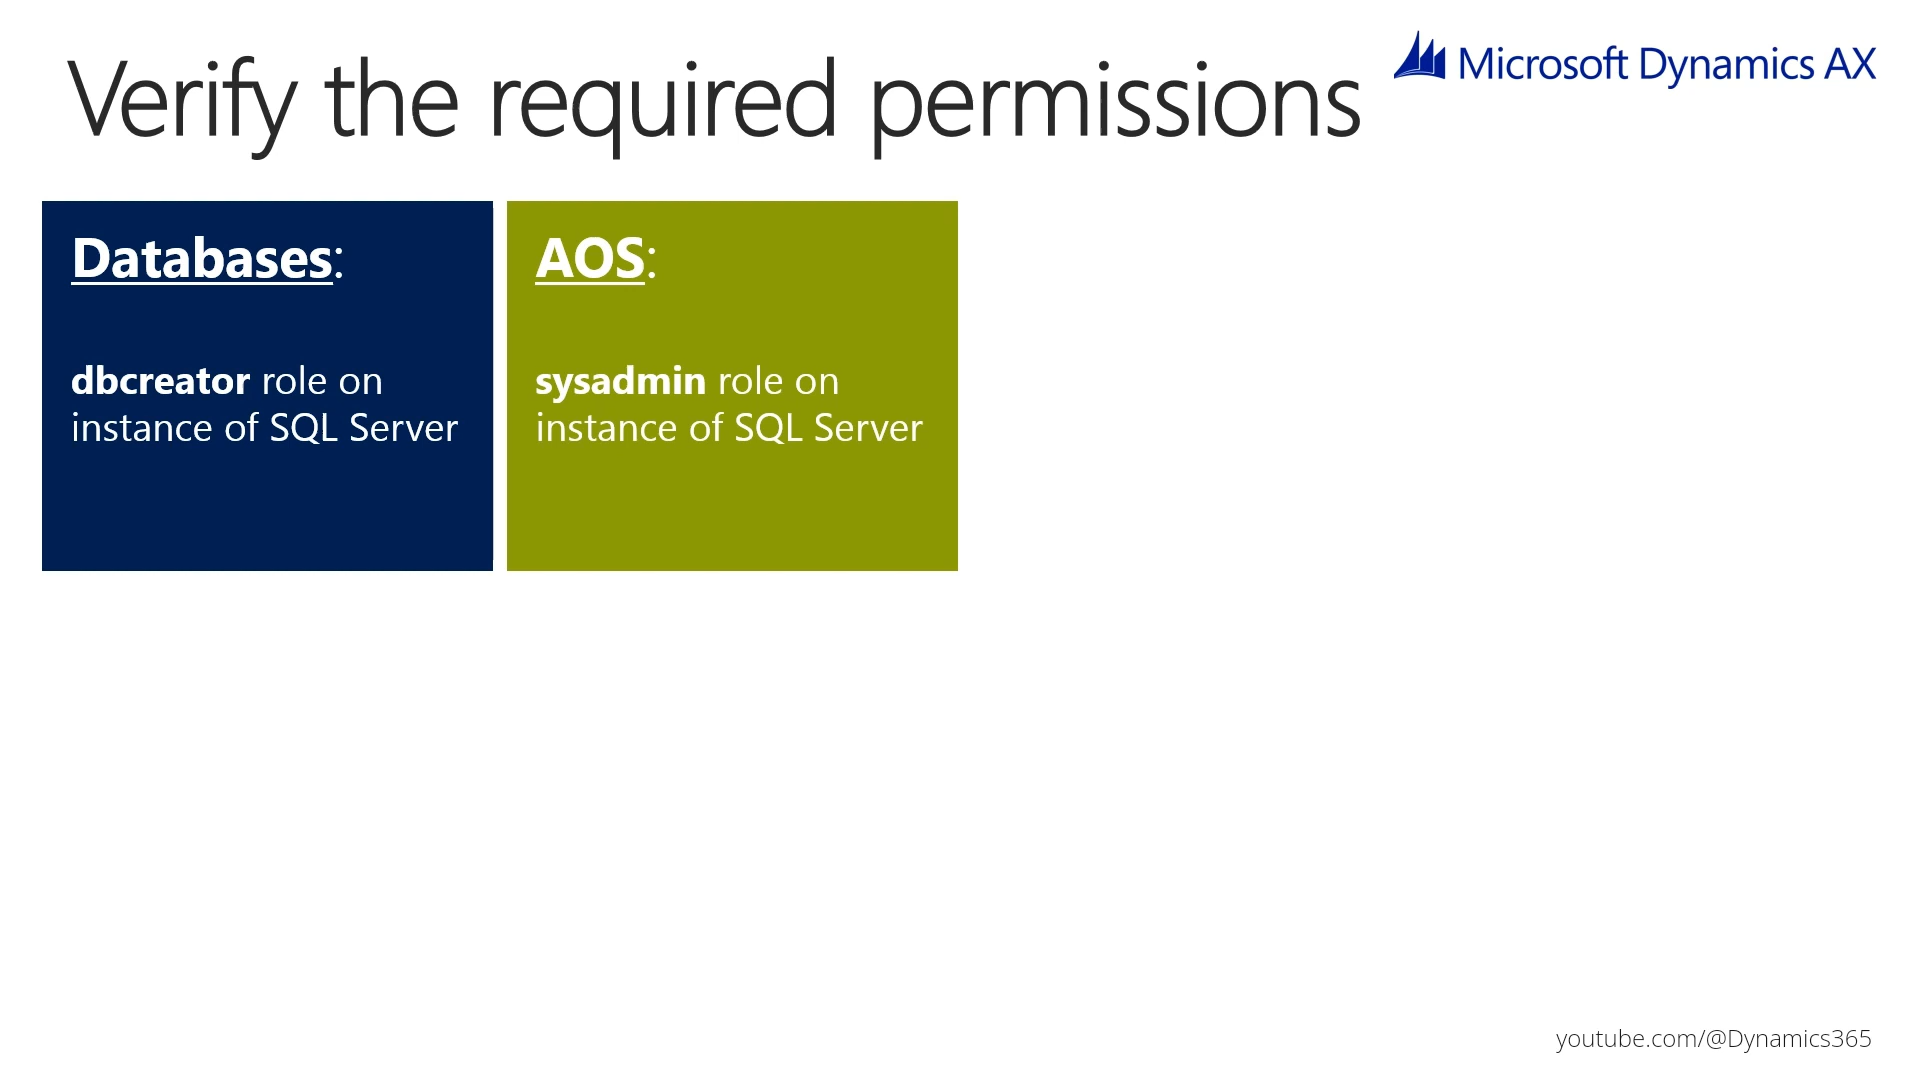 Verify the required permissions
Microsoft Dynamics AX
Databases:
dbcreator role on
instance of SQL Server
AOS:
sysadmin role on
instance of SQL Server
youtube.com/@Dynamics365